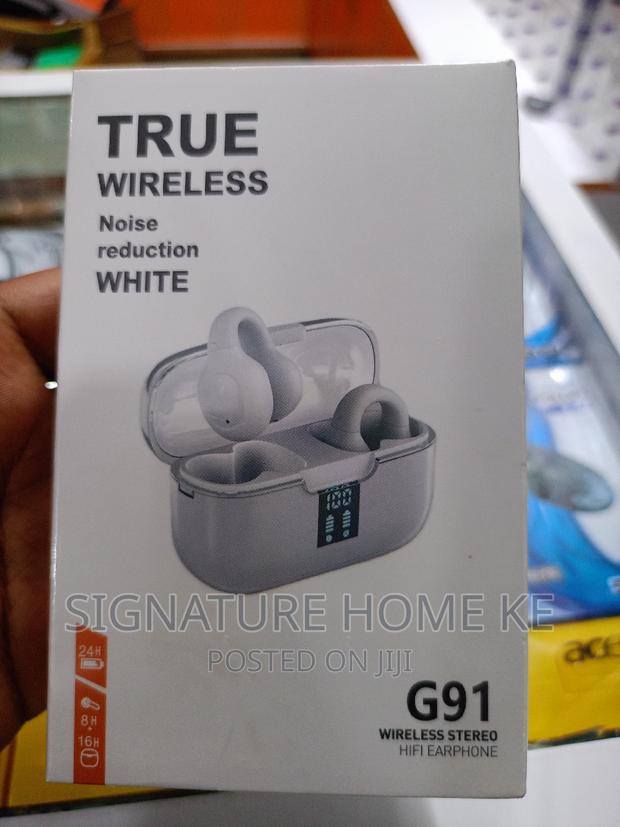 TRUE
WIRELESS
Noise
reduction
WHITE
100
SIGNATURE HOME KE
POSTED ON JIJI
24H
8H
+
16H
G91
WIRELESS STEREO
HIFI EARPHONE